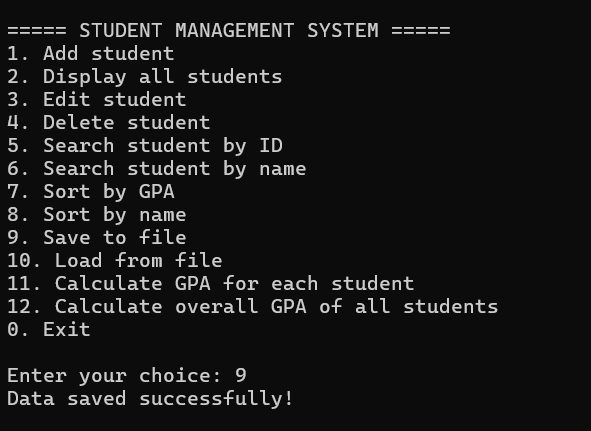 ===== STUDENT MANAGEMENT SYSTEM =====
1. Add student
2. Display all students
3. Edit student
4. Delete student
5. Search student by ID
6. Search student by name
7. Sort by GPA
8. Sort by name
9. Save to file
10. Load from file
11. Calculate GPA for each student
12. Calculate overall GPA of all students
0. Exit
Enter your choice: 9
Data saved successfully!